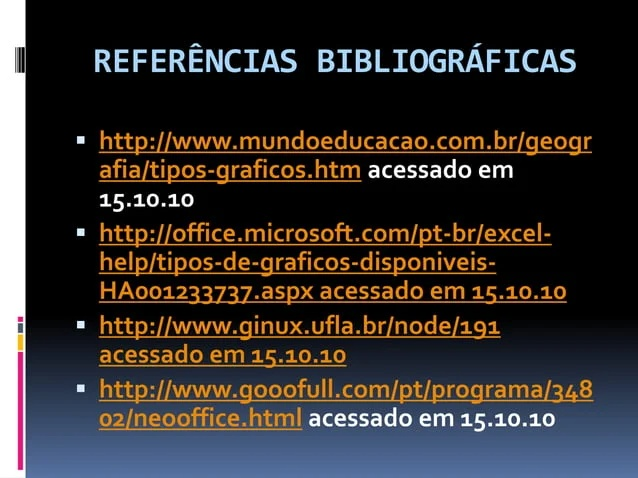 REFERÊNCIAS BIBLIOGRÁFICAS
http://www.mundoeducacao.com.br/geogr
afia/tipos-graficos.htm acessado em
15.10.10
http://office.microsoft.com/pt-br/excel-
help/tipos-de-graficos-disponiveis-
HA001233737.aspx acessado em 15.10.10
http://www.ginux.ufla.br/node/191
acessado em 15.10.10
http://www.gooofull.com/pt/programa/348
02/neooffice.html acessado em 15.10.10